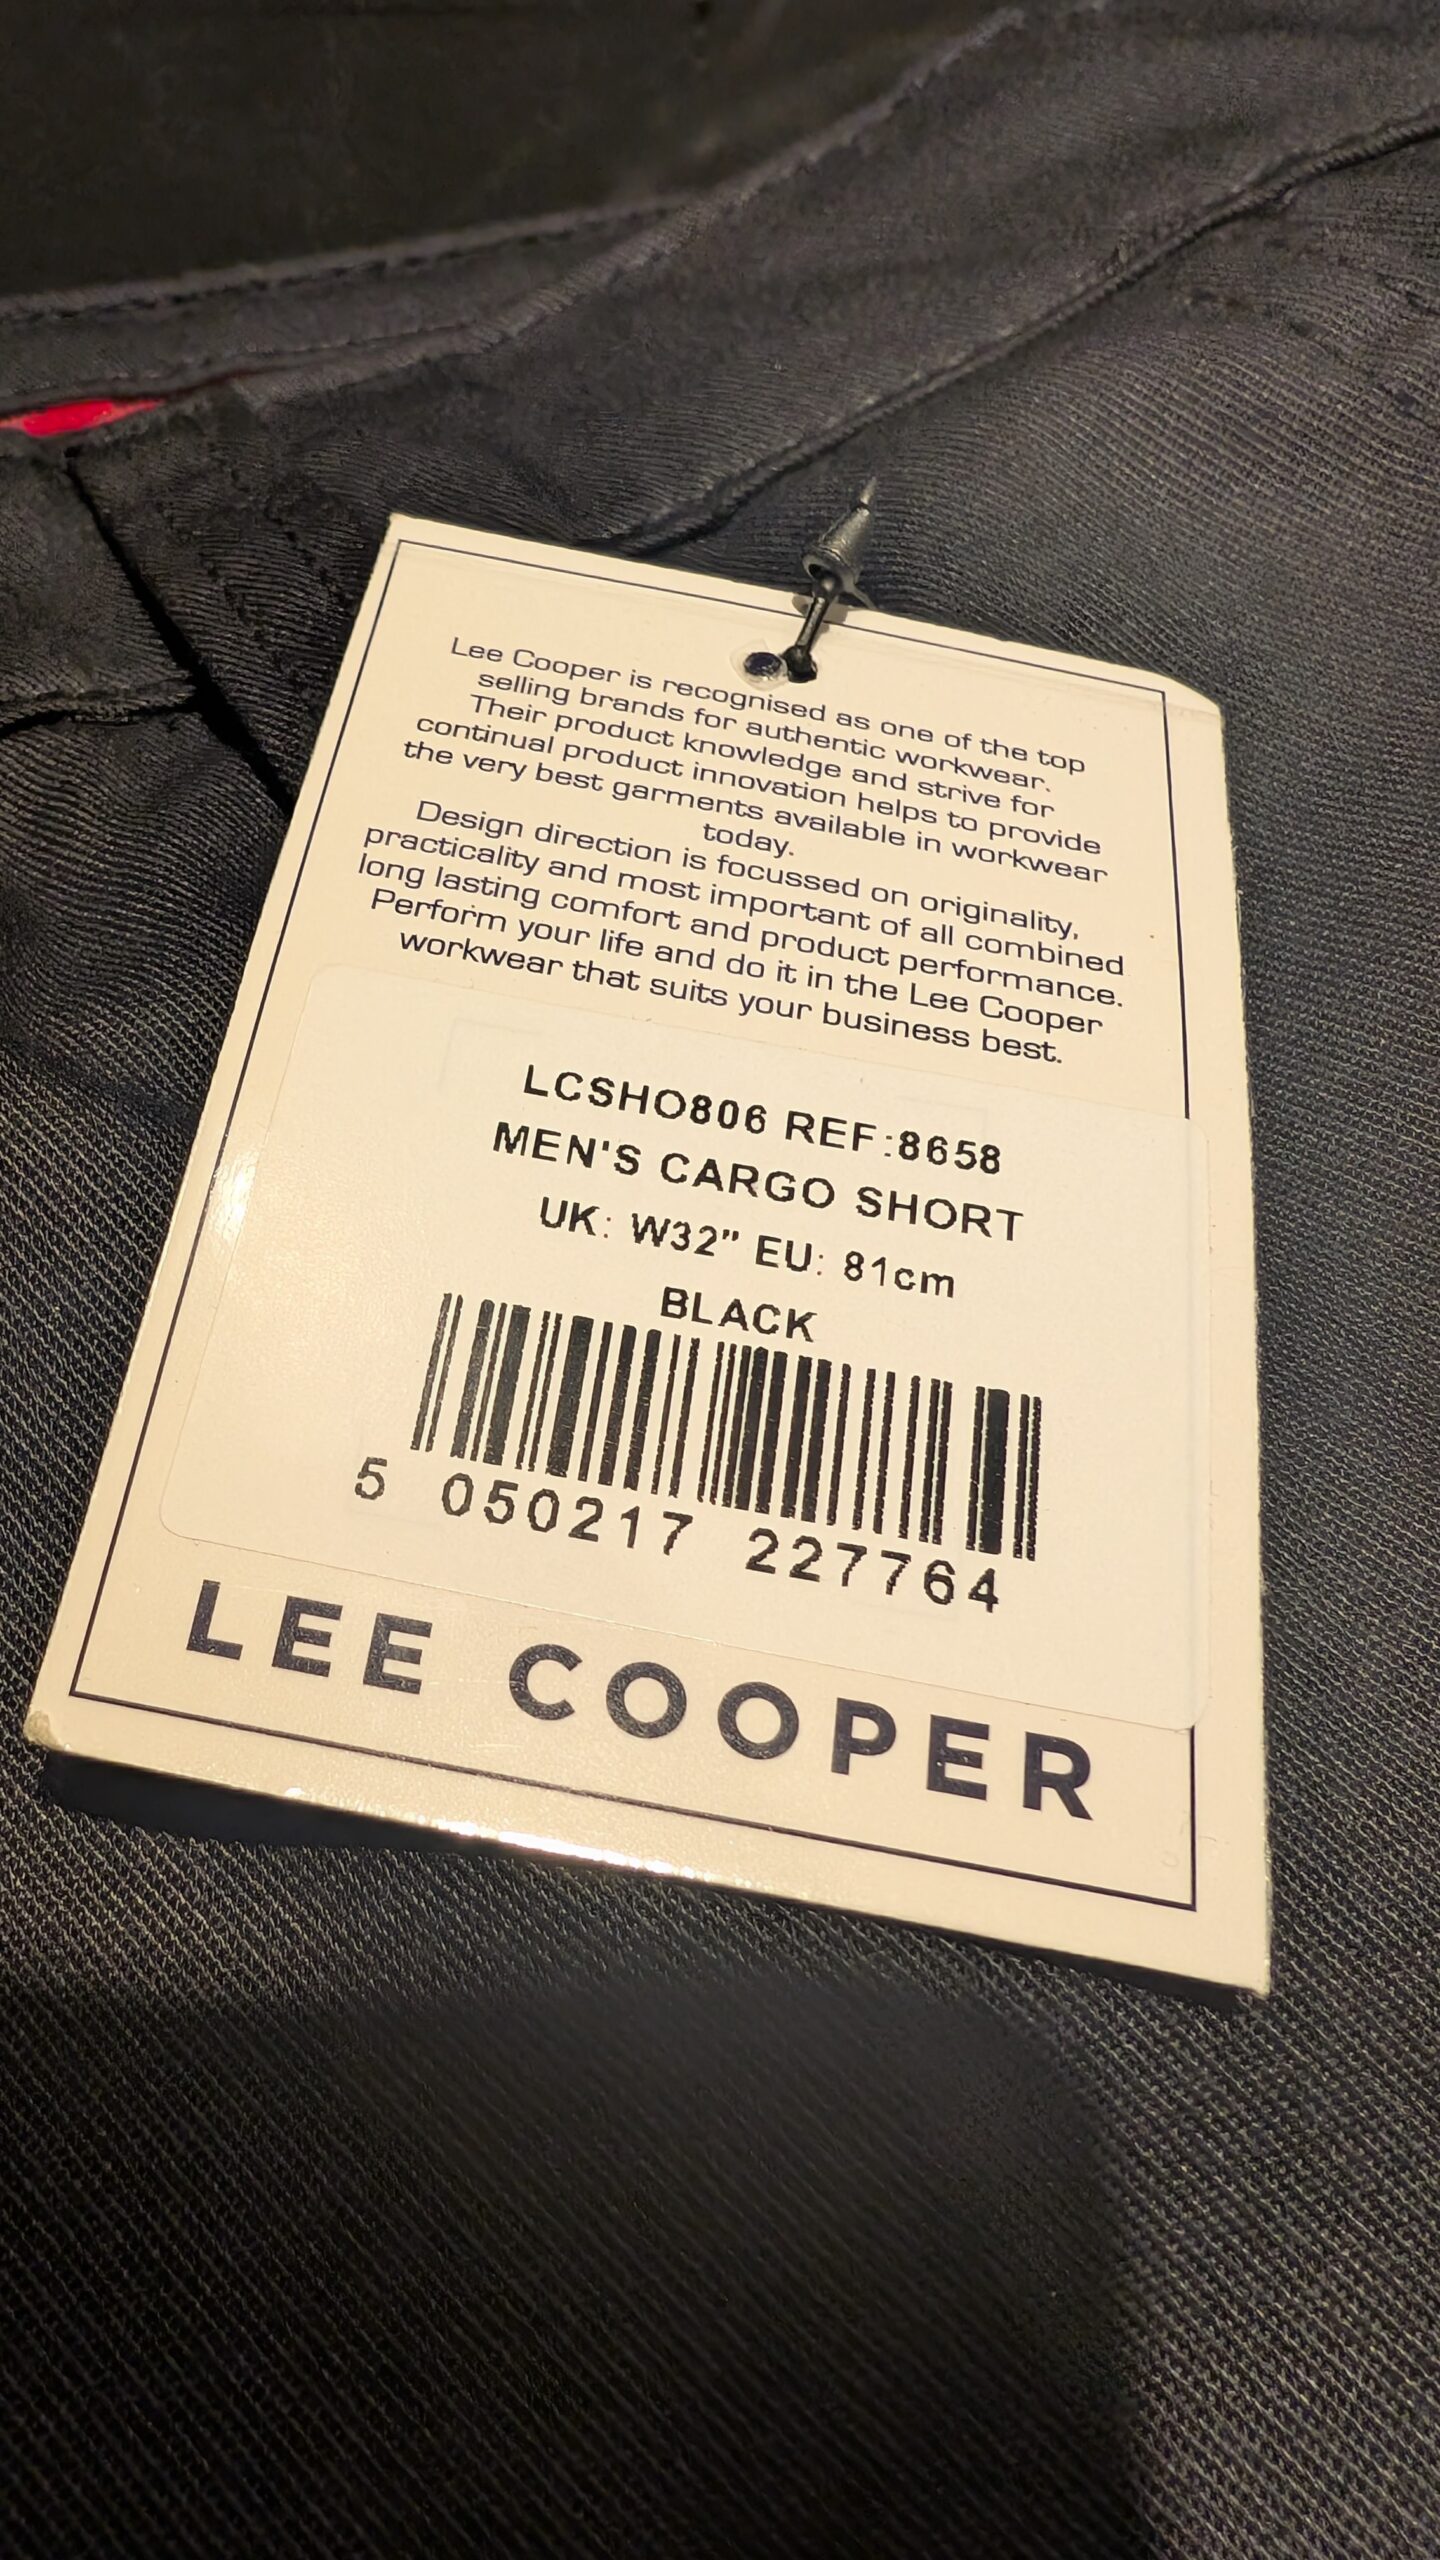 Lee Cooper is recognised as one of the top
selling brands for authentic workwear.
Their product knowledge and strive for
continual product innovation helps to provide
the very best garments available in workwear
today.
Design direction is focussed on originality,
practicality and most important of all combined
long lasting comfort and product performance.
Perform your life and do it in the Lee Cooper
workwear that suits your business best.
LCSHO806 REF:8658
MEN'S CARGO SHORT
UK: W32" EU: 81cm
BLACK
5 050217 227764
LEE COOPER